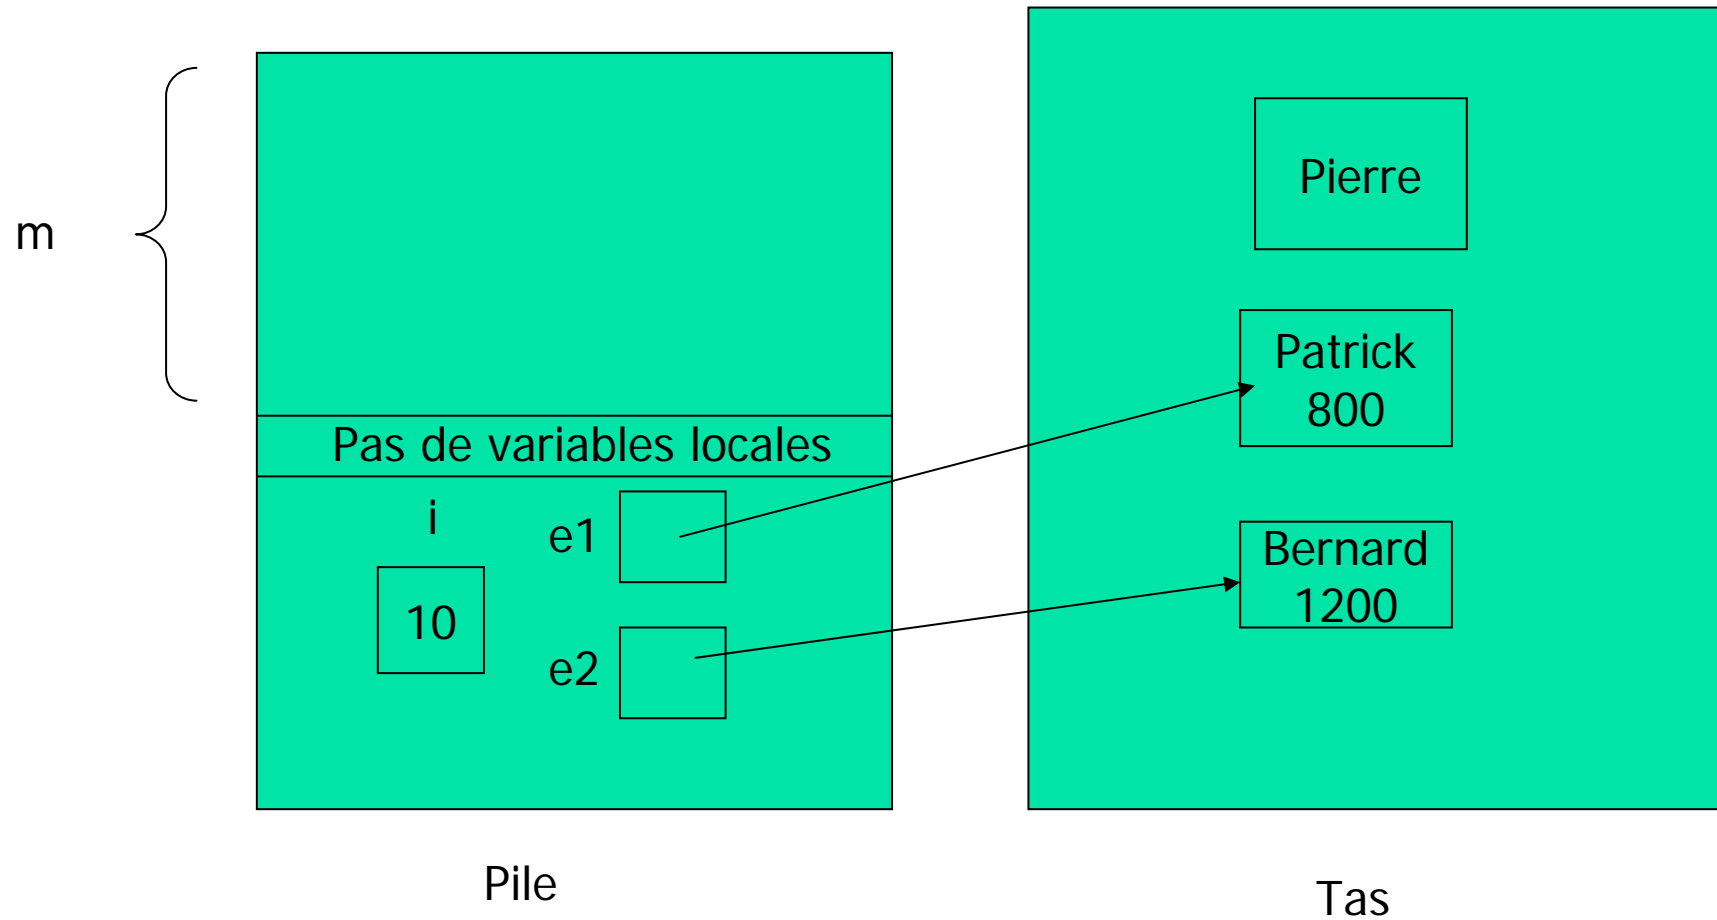 m
Pas de variables locales
i
10
e1
e2
Pierre
Patrick
800
Bernard
1200
Pile
Tas